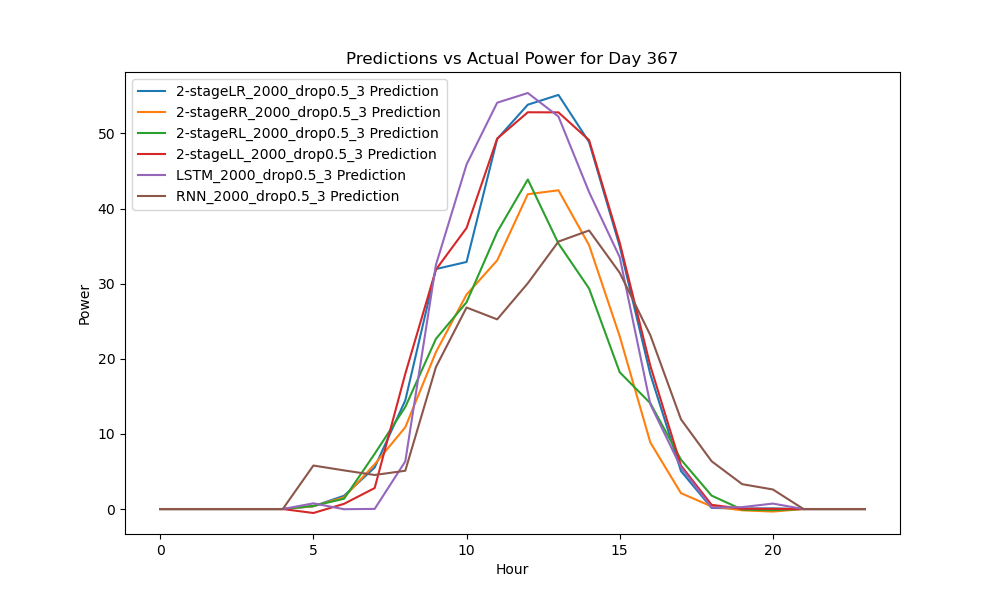 Predictions vs Actual Power for Day 367
2-stageLR_2000_drop0.5_3 Prediction
2-stageRR_2000_drop0.5_3 Prediction
2-stageRL_2000_drop0.5_3 Prediction
2-stageLL_2000_drop0.5_3 Prediction
LSTM_2000_drop0.5_3 Prediction
RNN_2000_drop0.5_3 Prediction
Power
50
40
30
20
10
0
0 5 10 15 20
Hour